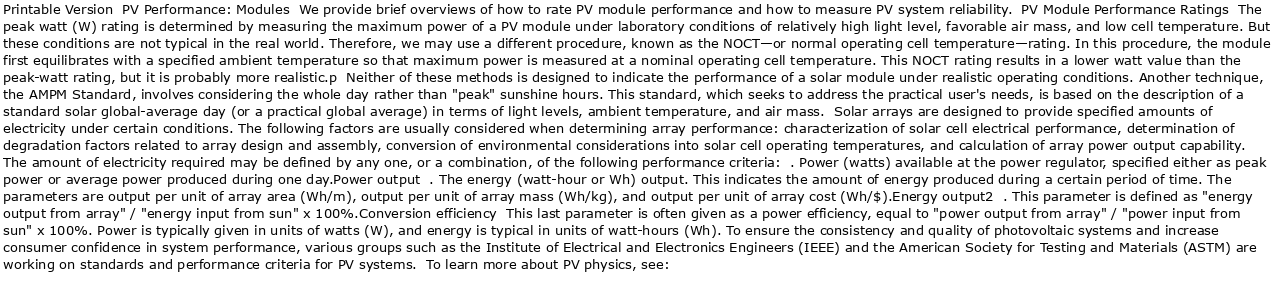 Printable Version  PV Performance: Modules  We provide brief overviews of how to rate PV module performance and how to measure PV system reliability.  PV Module Performance Ratings  The
peak watt (W) rating is determined by measuring the maximum power of a PV module under laboratory conditions of relatively high light level, favorable air mass, and low cell temperature. But
these conditions are not typical in the real world. Therefore, we may use a different procedure, known as the NOCT—or normal operating cell temperature—rating. In this procedure, the module
first equilibrates with a specified ambient temperature so that maximum power is measured at a nominal operating cell temperature. This NOCT rating results in a lower watt value than the
peak-watt rating, but it is probably more realistic.p  Neither of these methods is designed to indicate the performance of a solar module under realistic operating conditions. Another technique,
the AMPM Standard, involves considering the whole day rather than "peak" sunshine hours. This standard, which seeks to address the practical user's needs, is based on the description of a
standard solar global-average day (or a practical global average) in terms of light levels, ambient temperature, and air mass.  Solar arrays are designed to provide specified amounts of
electricity under certain conditions. The following factors are usually considered when determining array performance: characterization of solar cell electrical performance, determination of
degradation factors related to array design and assembly, conversion of environmental considerations into solar cell operating temperatures, and calculation of array power output capability.
The amount of electricity required may be defined by any one, or a combination, of the following performance criteria:  . Power (watts) available at the power regulator, specified either as peak
power or average power produced during one day.Power output  . The energy (watt-hour or Wh) output. This indicates the amount of energy produced during a certain period of time. The
parameters are output per unit of array area (Wh/m), output per unit of array mass (Wh/kg), and output per unit of array cost (Wh/$).Energy output2  . This parameter is defined as "energy
output from array" / "energy input from sun" x 100%.Conversion efficiency  This last parameter is often given as a power efficiency, equal to "power output from array" / "power input from
sun" x 100%. Power is typically given in units of watts (W), and energy is typical in units of watt-hours (Wh). To ensure the consistency and quality of photovoltaic systems and increase
consumer confidence in system performance, various groups such as the Institute of Electrical and Electronics Engineers (IEEE) and the American Society for Testing and Materials (ASTM) are
working on standards and performance criteria for PV systems.  To learn more about PV physics, see: